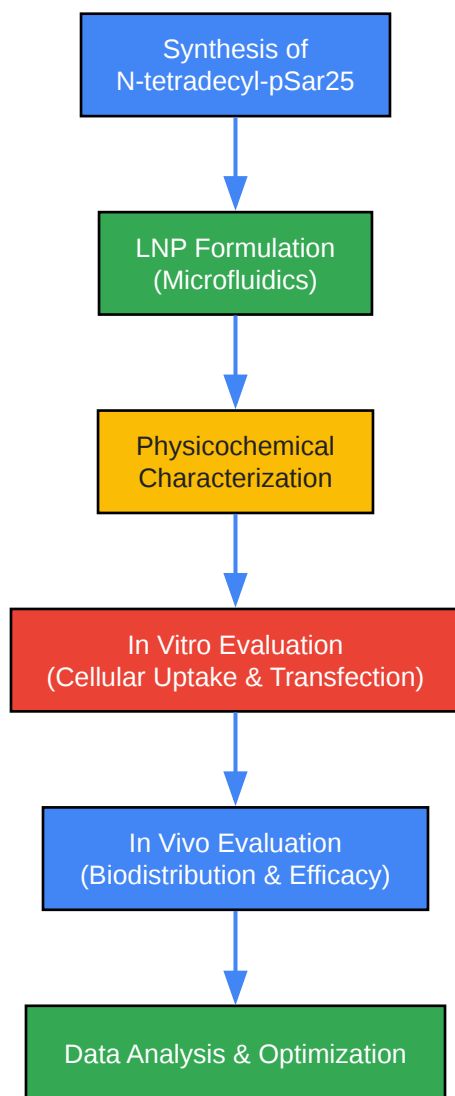 Synthesis of
N-tetradecyl-pSar25
LNP Formulation
(Microfluidics)
Physicochemical
Characterization
In Vitro Evaluation
(Cellular Uptake & Transfection)
In Vivo Evaluation
(Biodistribution & Efficacy)
Data Analysis & Optimization